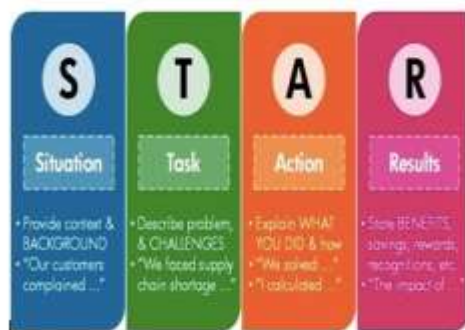 S
T
A
R
Situation
Task
Action
Results
• Provide context &
BACKGROUND
• "Our customers
complained ..."
• Describe problem,
& CHALLENGES
• "We faced supply
chain shortage ..."
• Explain WHAT
YOU DID & how
• "We solved ..."
• "I calculated ..."
• State BENEFITS,
savings, rewards,
recognitions, etc.
• "The impact of ..."